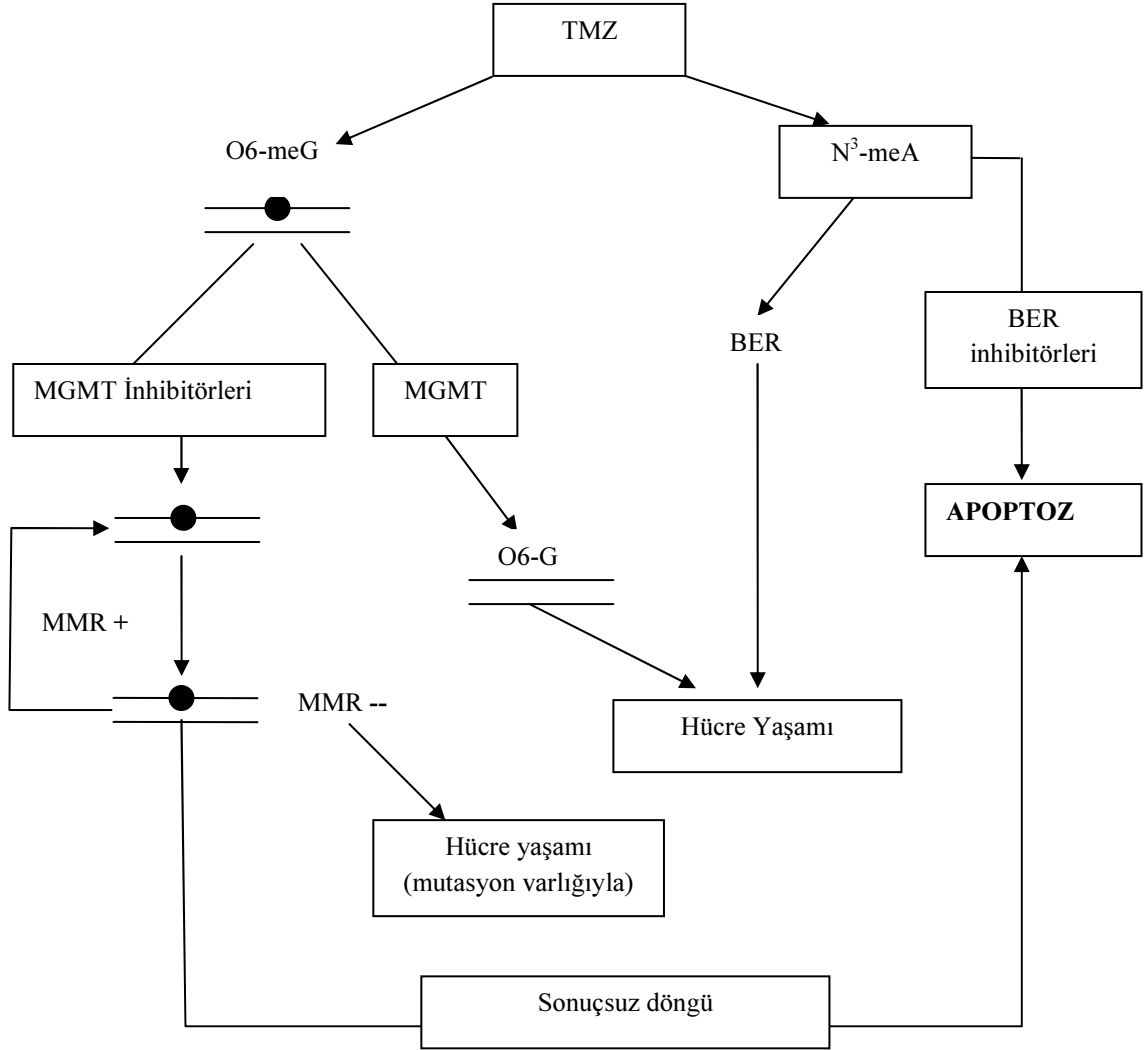 TMZ
O6-meG
N³-meA
BER
BER
inhibitörleri
MGMT İnhibitörleri
MGMT
APOPTOZ
O6-G
MMR +
MMR --
Hücre Yaşamı
Hücre yaşamı
(mutasyon varlığıyla)
Sonuçsuz döngü